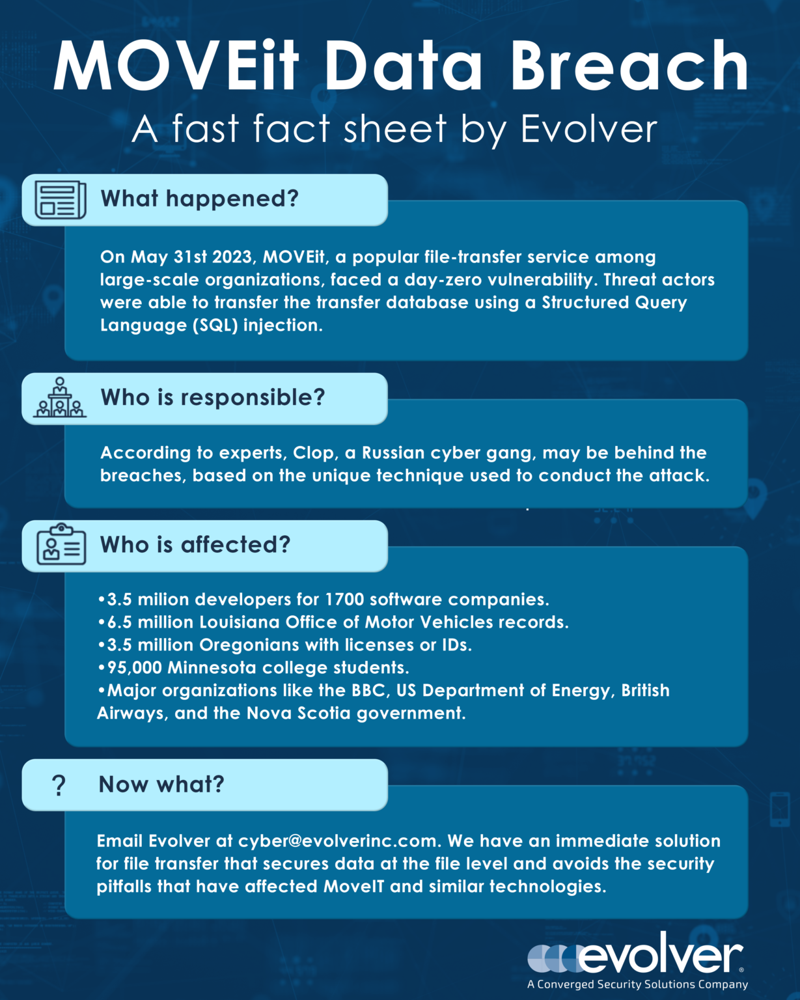 MOVEit Data Breach
A fast fact sheet by Evolver
What happened?
On May 31st 2023, MOVEit, a popular file-transfer service among
large-scale organizations, faced a day-zero vulnerability. Threat actors
were able to transfer the transfer database using a Structured Query
Language (SQL) injection.
Who is responsible?
According to experts, Clop, a Russian cyber gang, may be behind the
breaches, based on the unique technique used to conduct the attack.
Who is affected?
•3.5 milion developers for 1700 software companies.
•6.5 million Louisiana Office of Motor Vehicles records.
•3.5 million Oregonians with licenses or IDs.
•95,000 Minnesota college students.
•Major organizations like the BBC, US Department of Energy, British
Airways, and the Nova Scotia government.
? Now what?
Email Evolver at cyber@evolverinc.com. We have an immediate solution
for file transfer that secures data at the file level and avoids the security
pitfalls that have affected MoveIT and similar technologies.
evolver®
A Converged Security Solutions Company